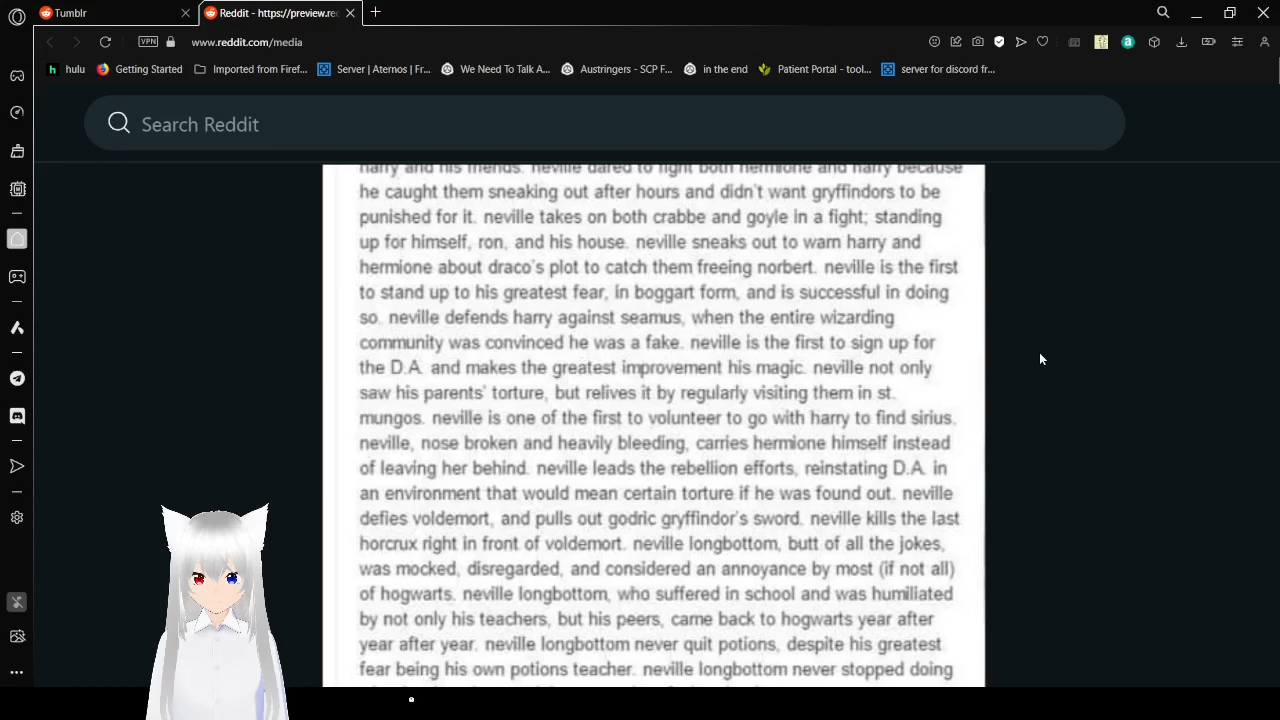 Tumblr
Reddit - https://preview.rec
VPN
www.reddit.com/media
hulu
Getting Started
Imported from Firef...
Server | Aternos | Fr...
We Need To Talk A...
Austringers - SCP F...
in the end
Patient Portal - tool...
server for discord fr...
Search Reddit
harry and his friends. neville dared to fight both hermione and harry because
he caught them sneaking out after hours and didn't want gryffindors to be
punished for it. neville takes on both crabbe and goyle in a fight; standing
up for himself, ron, and his house. neville sneaks out to warn harry and
hermione about draco's plot to catch them freeing norbert. neville is the first
to stand up to his greatest fear, in boggart form, and is successful in doing
so. neville defends harry against seamus, when the entire wizarding
community was convinced he was a fake. neville is the first to sign up for
the D.A. and makes the greatest improvement his magic. neville not only
saw his parents' torture, but relives it by regularly visiting them in st.
mungos. neville is one of the first to volunteer to go with harry to find sirius.
neville, nose broken and heavily bleeding, carries hermione himself instead
of leaving her behind. neville leads the rebellion efforts, reinstating D.A. in
an environment that would mean certain torture if he was found out. neville
defies voldemort, and pulls out godric gryffindor's sword. neville kills the last
horcrux right in front of voldemort. neville longbottom, butt of all the jokes,
was mocked, disregarded, and considered an annoyance by most (if not all)
of hogwarts. neville longbottom, who suffered in school and was humiliated
by not only his teachers, but his peers, came back to hogwarts year after
year after year. neville longbottom never quit potions, despite his greatest
fear being his own potions teacher. neville longbottom never stopped doing